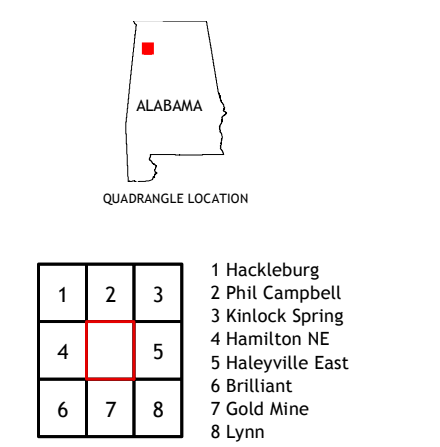 ALABAMA
QUADRANGLE LOCATION
1 2 3
4 5
6 7 8
1 Hackleburg
2 Phil Campbell
3 Kinlock Spring
4 Hamilton NE
5 Haleyville East
6 Brilliant
7 Gold Mine
8 Lynn